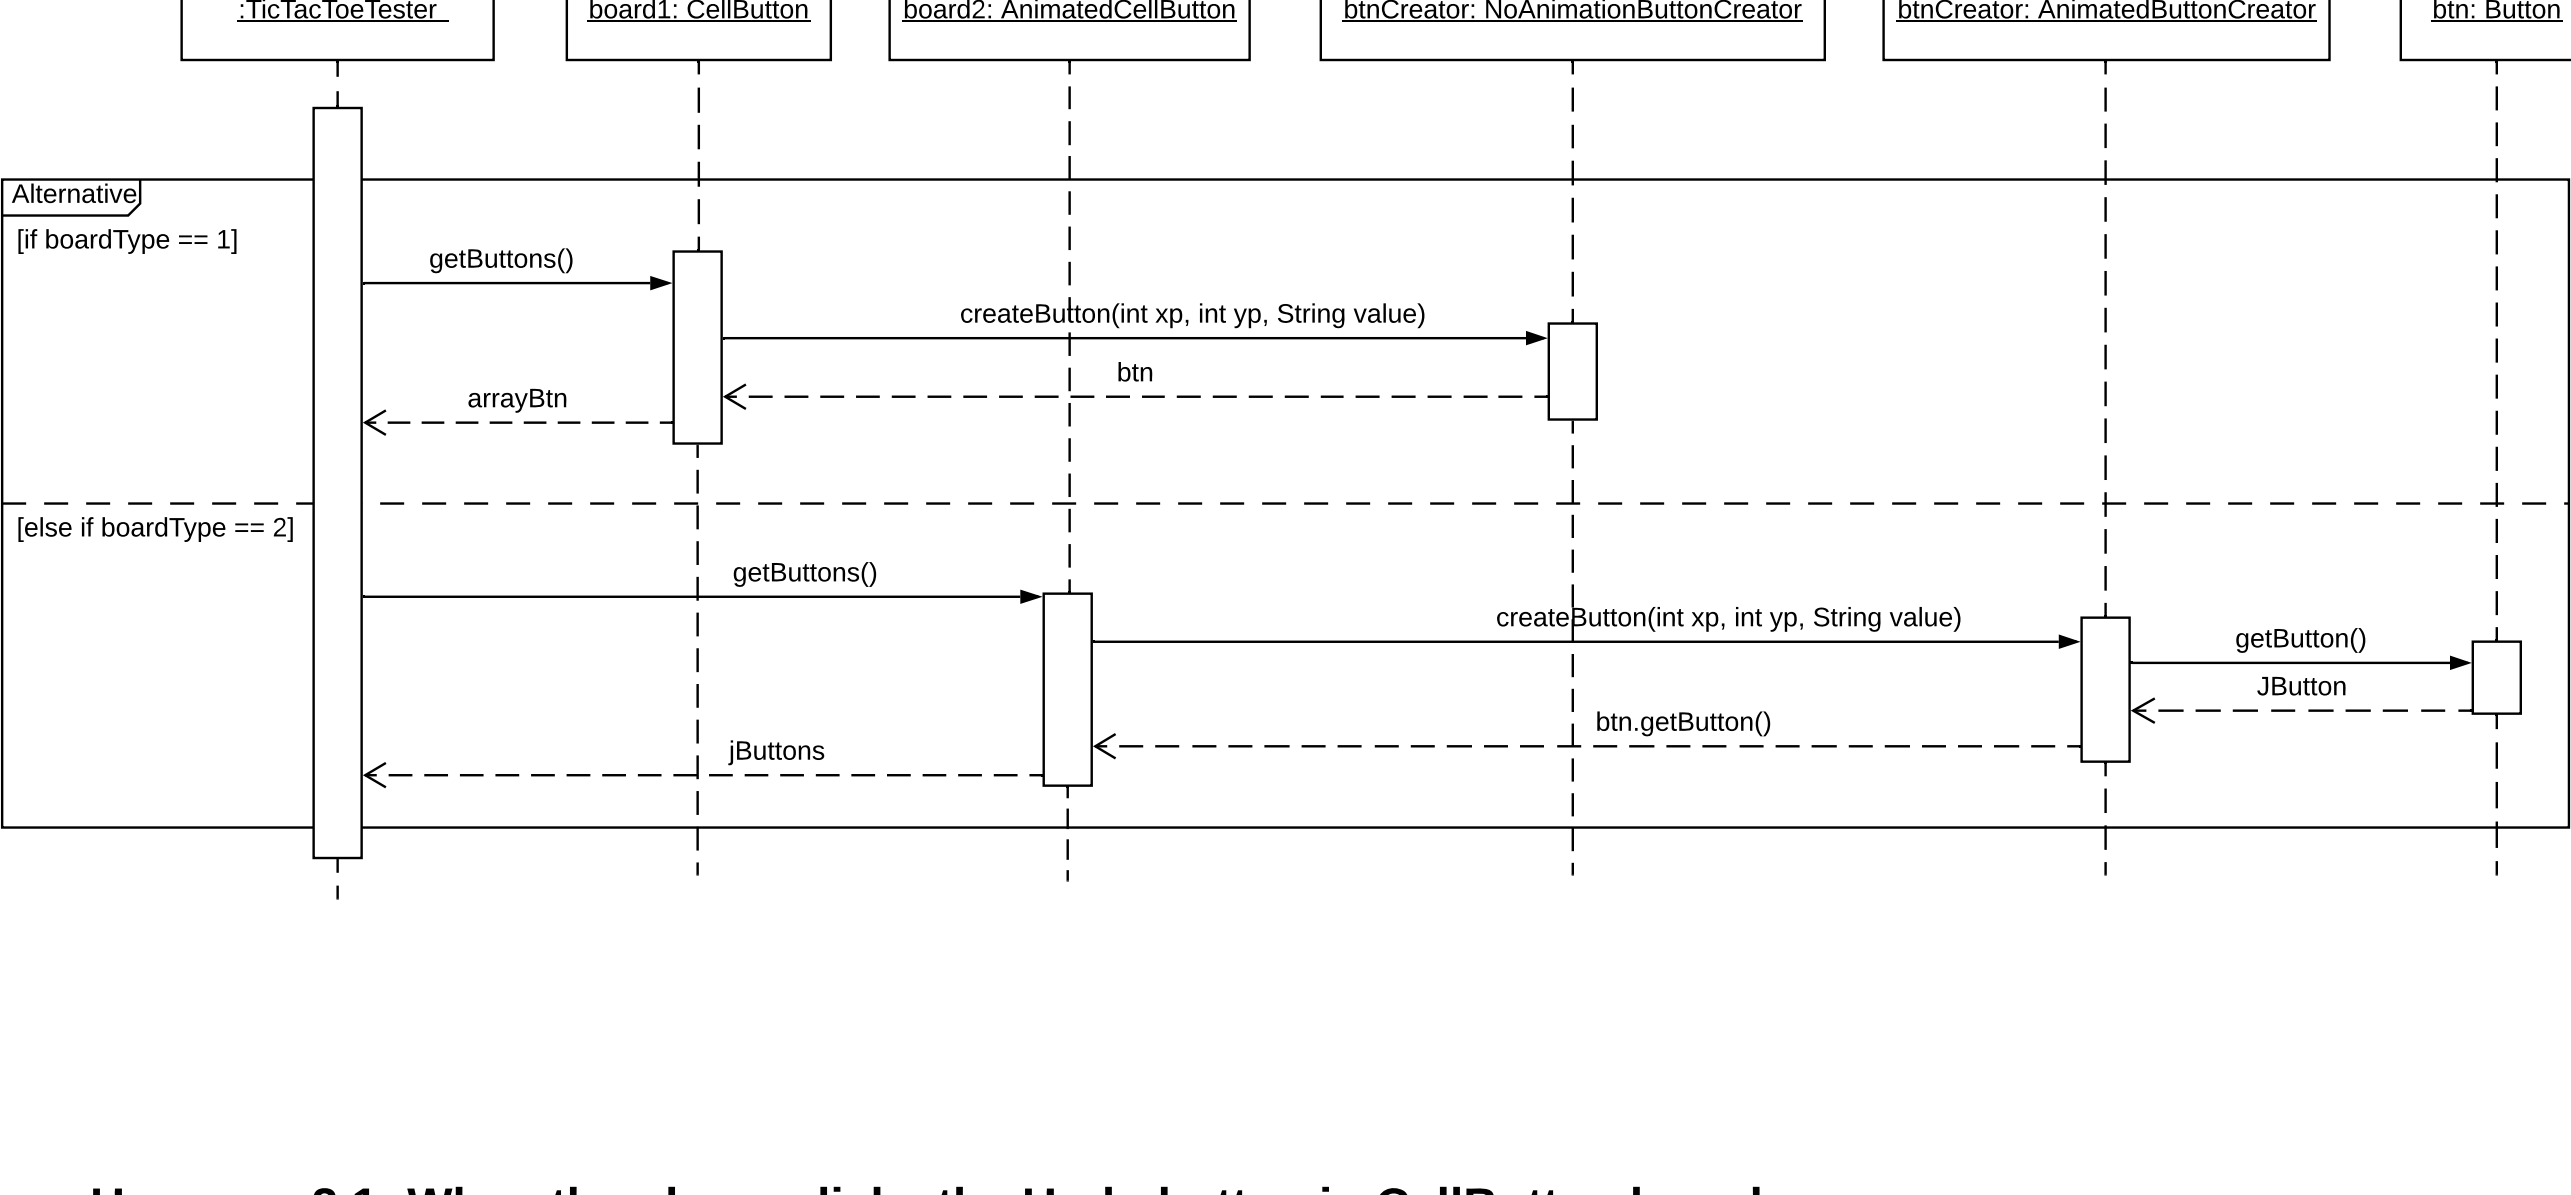 :TicTacToeTester
board1: CellButton
board2: AnimatedCellButton
btnCreator: NoAnimationButtonCreator
btnCreator: AnimatedButtonCreator
btn: Button
Alternative
[if boardType == 1]
getButtons()
createButton(int xp, int yp, String value)
btn
arrayBtn
[else if boardType == 2]
getButtons()
createButton(int xp, int yp, String value)
getButton()
JButton
btn.getButton()
jButtons